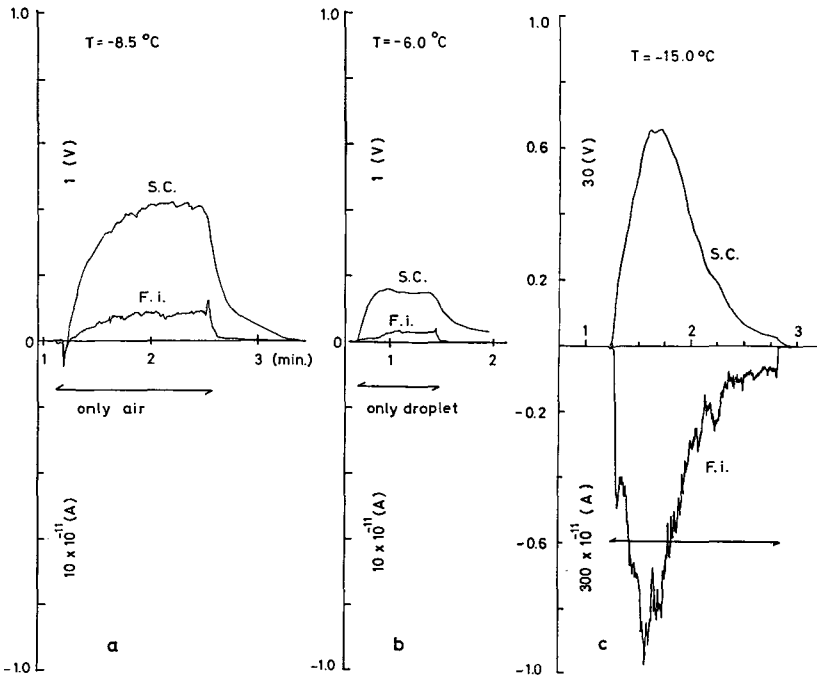 1.0
T = -8.5 °C
1 (V)
S.C.
F.i.
0
1
2
3
(min.)
only air
10 x 10⁻¹¹ (A)
-1.0
a
1.0
T = -6.0 °C
1 (V)
S.C.
F.i.
0
1
2
only droplet
10 x 10⁻¹¹ (A)
-1.0
b
1.0
T = -15.0 °C
0.6
30 (V)
S.C.
0.2
0
1
2
3
-0.2
F.i.
-0.6
300 x 10⁻¹¹ (A)
-1.0
c